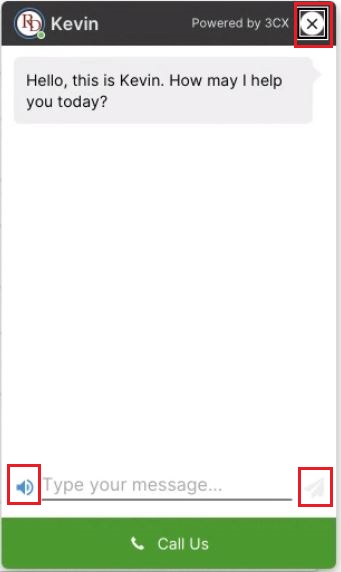 RD Kevin Powered by 3CX
Hello, this is Kevin. How may I help
you today?
Type your message...
Call Us